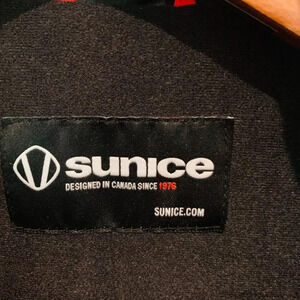 sunice
DESIGNED IN CANADA SINCE 1976
SUNICE.COM